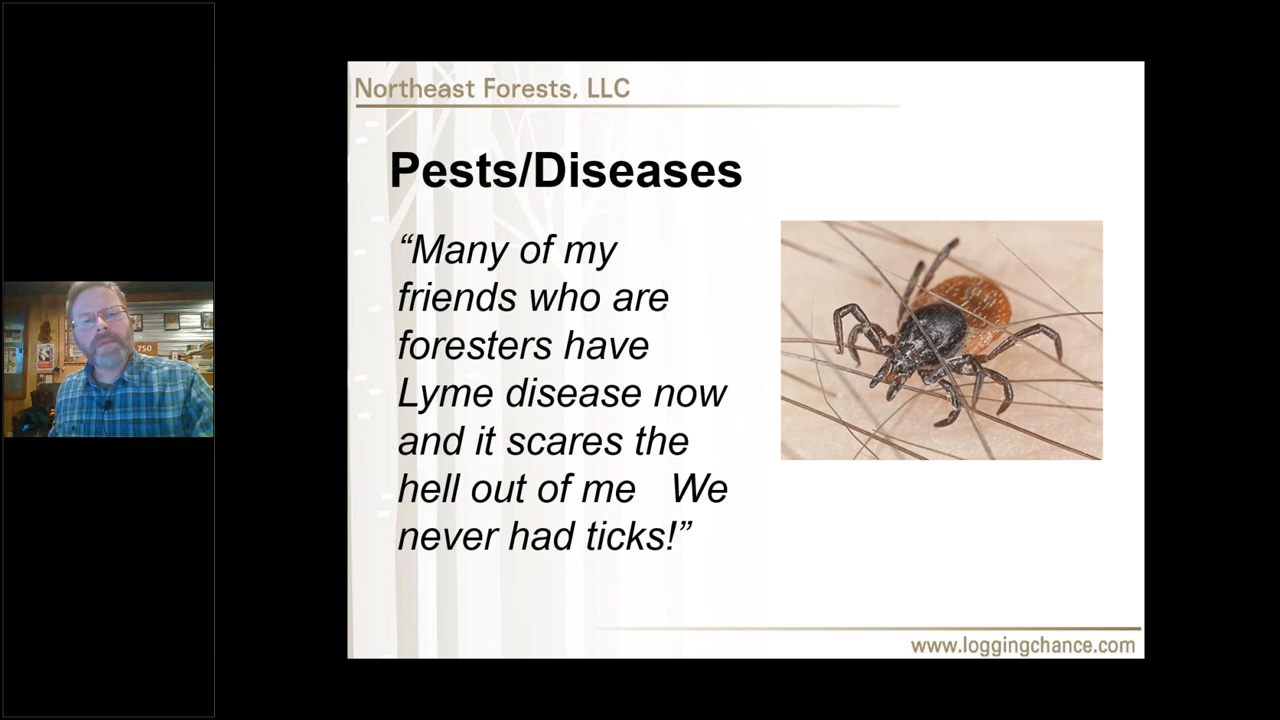 Northeast Forests, LLC
Pests/Diseases
“Many of my
friends who are
foresters have
Lyme disease now
and it scares the
hell out of me   We
never had ticks!”
www.loggingchance.com
750